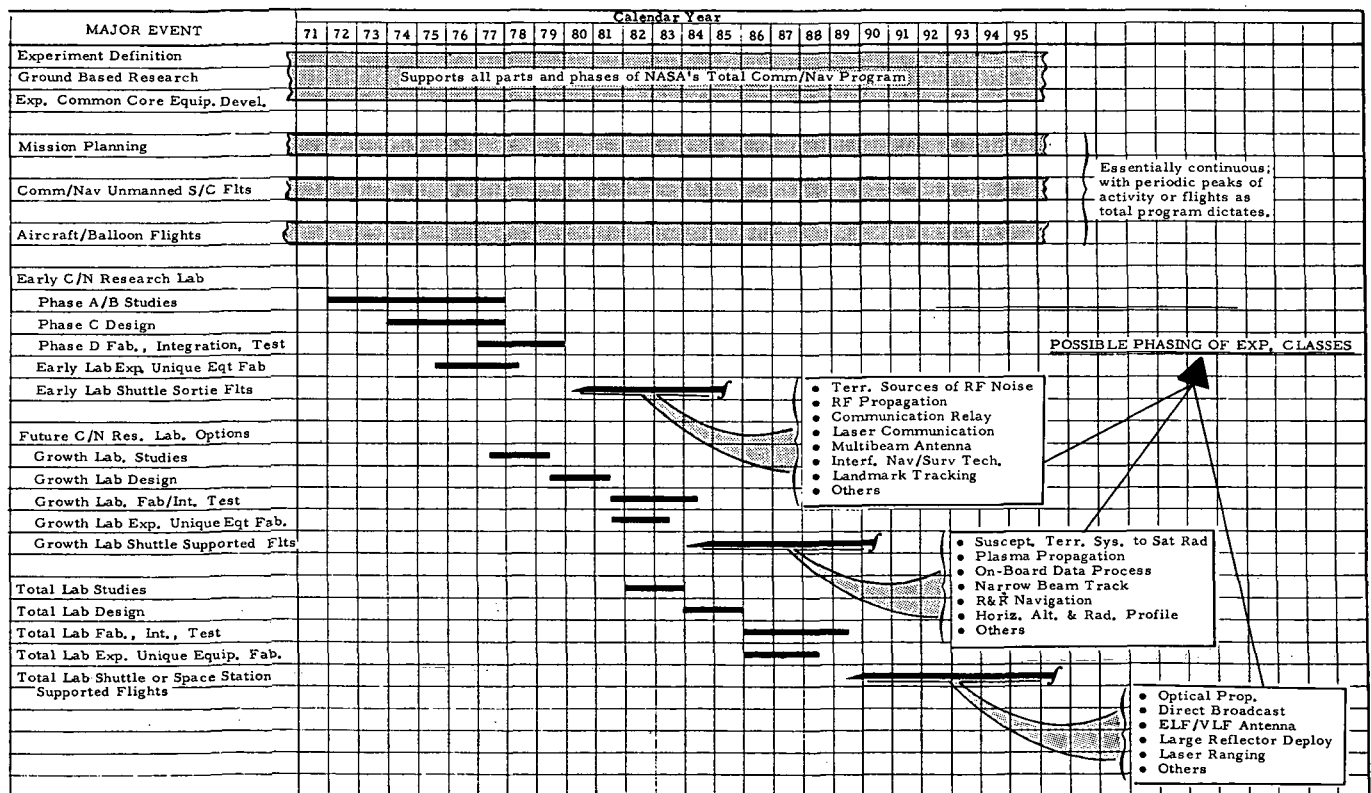 Calendar Year
MAJOR EVENT
71 72 73 74 75 76 77 78 79 80 81 82 83 84 85 86 87 88 89 90 91 92 93 94 95
Experiment Definition
Ground Based Research
Supports all parts and phases of NASA's Total Comm/Nav Program
Exp. Common Core Equip. Devel.
Mission Planning
Comm/Nav Unmanned S/C Flts
Aircraft/Balloon Flights
Essentially continuous;
with periodic peaks of
activity or flights as
total program dictates.
Early C/N Research Lab
Phase A/B Studies
Phase C Design
Phase D Fab., Integration, Test
Early Lab Exp. Unique Eqt Fab
Early Lab Shuttle Sortie Flts
POSSIBLE PHASING OF EXP. CLASSES
• Terr. Sources of RF Noise
• RF Propagation
• Communication Relay
• Laser Communication
• Multibeam Antenna
• Interf. Nav/Surv Tech.
• Landmark Tracking
• Others
Future C/N Res. Lab. Options
Growth Lab. Studies
Growth Lab Design
Growth Lab. Fab/Int. Test
Growth Lab Exp. Unique Eqt Fab.
Growth Lab Shuttle Supported Flts
• Suscept. Terr. Sys. to Sat Rad
• Plasma Propagation
• On-Board Data Process
• Narrow Beam Track
• R&Ṙ Navigation
• Horiz. Alt. & Rad. Profile
• Others
Total Lab Studies
Total Lab Design
Total Lab Fab., Int., Test
Total Lab Exp. Unique Equip. Fab.
Total Lab Shuttle or Space Station
Supported Flights
• Optical Prop.
• Direct Broadcast
• ELF/VLF Antenna
• Large Reflector Deploy
• Laser Ranging
• Others